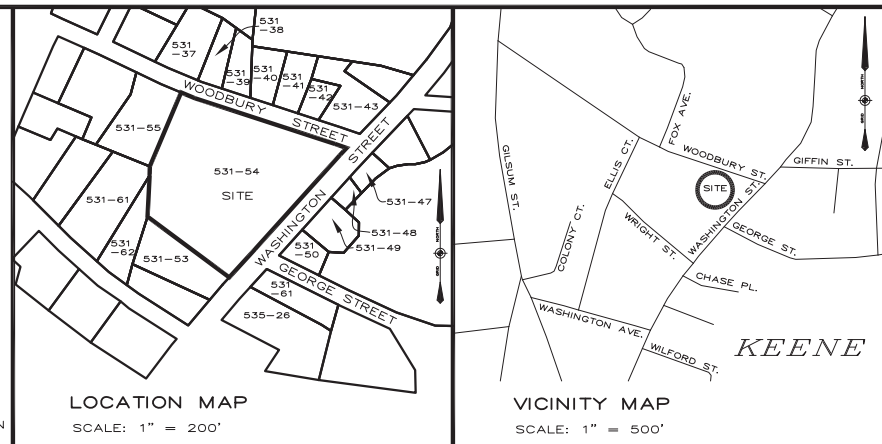 531
-38
531
-37
531
-39
531
-40
531
-41
531
-42
531-43
WOODBURY STREET
531-55
531-54
SITE
WASHINGTON STREET
531-61
531-47
531-48
531-49
531
-50
531
-62
531-53
GEORGE STREET
531
-61
535-26
NORTH
GRID
LOCATION MAP
SCALE: 1" = 200'
N
FOX AVE.
GILSUM ST.
ELLIS CT.
WOODBURY ST.
GIFFIN ST.
SITE
WASHINGTON ST.
COLONY CT.
WRIGHT ST.
GEORGE ST.
CHASE PL.
WASHINGTON AVE.
WILFORD ST.
KEENE
NORTH
GRID
VICINITY MAP
SCALE: 1" = 500'